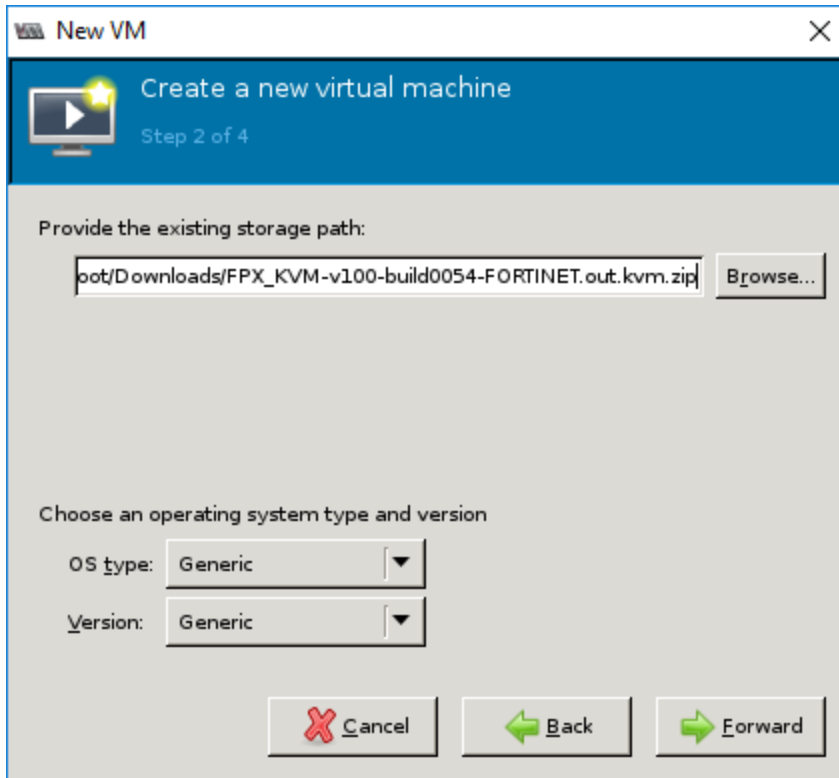 New VM
Create a new virtual machine
Step 2 of 4
Provide the existing storage path:
oot/Downloads/FPX_KVM-v100-build0054-FORTINET.out.kvm.zip Browse...
Choose an operating system type and version
OS type: Generic
Version: Generic
Cancel Back Forward